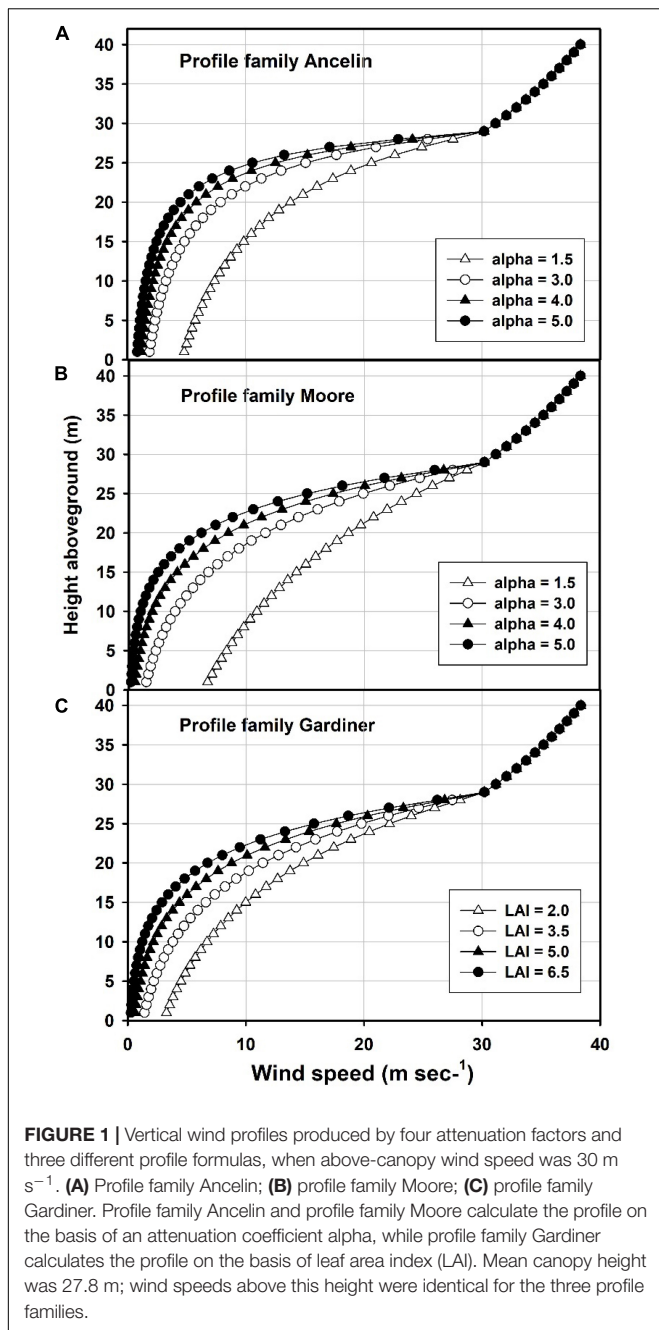 A
Profile family Ancelin
40
35
30
25
20
15
10
5
0
alpha = 1.5
alpha = 3.0
alpha = 4.0
alpha = 5.0
B
Profile family Moore
40
35
30
25
20
15
10
5
0
Height aboveground (m)
alpha = 1.5
alpha = 3.0
alpha = 4.0
alpha = 5.0
C
Profile family Gardiner
40
35
30
25
20
15
10
5
0
LAI = 2.0
LAI = 3.5
LAI = 5.0
LAI = 6.5
0 10 20 30 40
Wind speed (m sec-¹)
FIGURE 1 | Vertical wind profiles produced by four attenuation factors and
three different profile formulas, when above-canopy wind speed was 30 m
s⁻¹. (A) Profile family Ancelin; (B) profile family Moore; (C) profile family
Gardiner. Profile family Ancelin and profile family Moore calculate the profile on
the basis of an attenuation coefficient alpha, while profile family Gardiner
calculates the profile on the basis of leaf area index (LAI). Mean canopy height
was 27.8 m; wind speeds above this height were identical for the three profile
families.